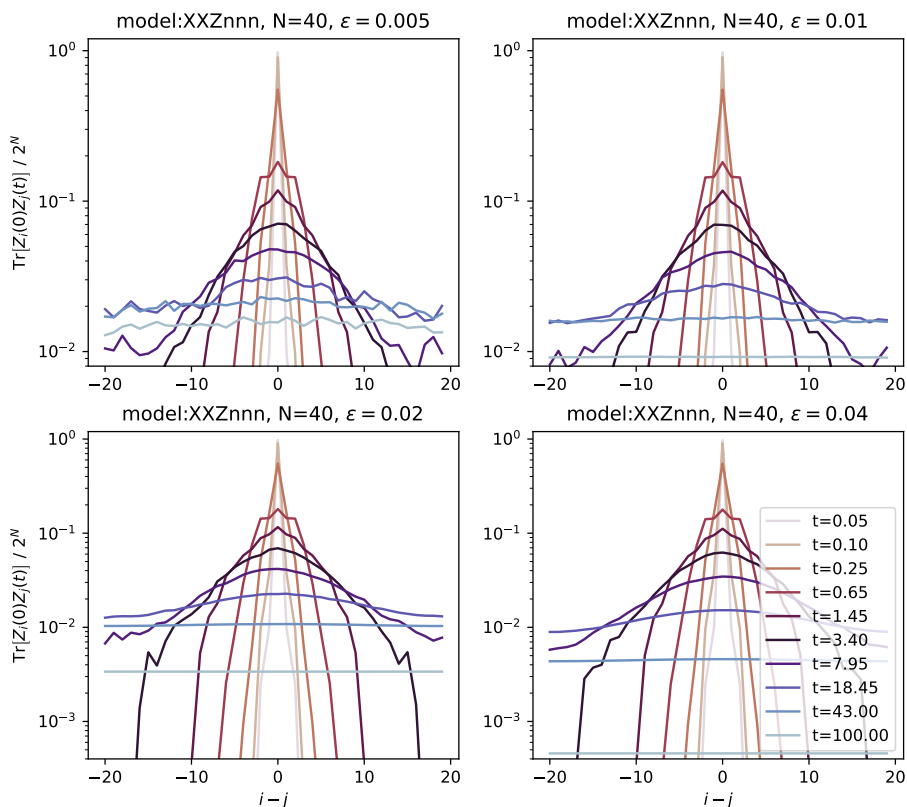 model:XXZnnn, N=40, ε = 0.005
model:XXZnnn, N=40, ε = 0.01
10⁰
10⁻¹
10⁻²
Tr[Z_i(0)Z_j(t)] / 2^N
−20
−10
0
10
20
10⁰
10⁻¹
10⁻²
−20
−10
0
10
20
model:XXZnnn, N=40, ε = 0.02
model:XXZnnn, N=40, ε = 0.04
10⁰
10⁻¹
10⁻²
10⁻³
Tr[Z_i(0)Z_j(t)] / 2^N
−20
−10
0
10
20
i − j
10⁰
10⁻¹
10⁻²
10⁻³
−20
−10
0
10
20
i − j
t=0.05
t=0.10
t=0.25
t=0.65
t=1.45
t=3.40
t=7.95
t=18.45
t=43.00
t=100.00